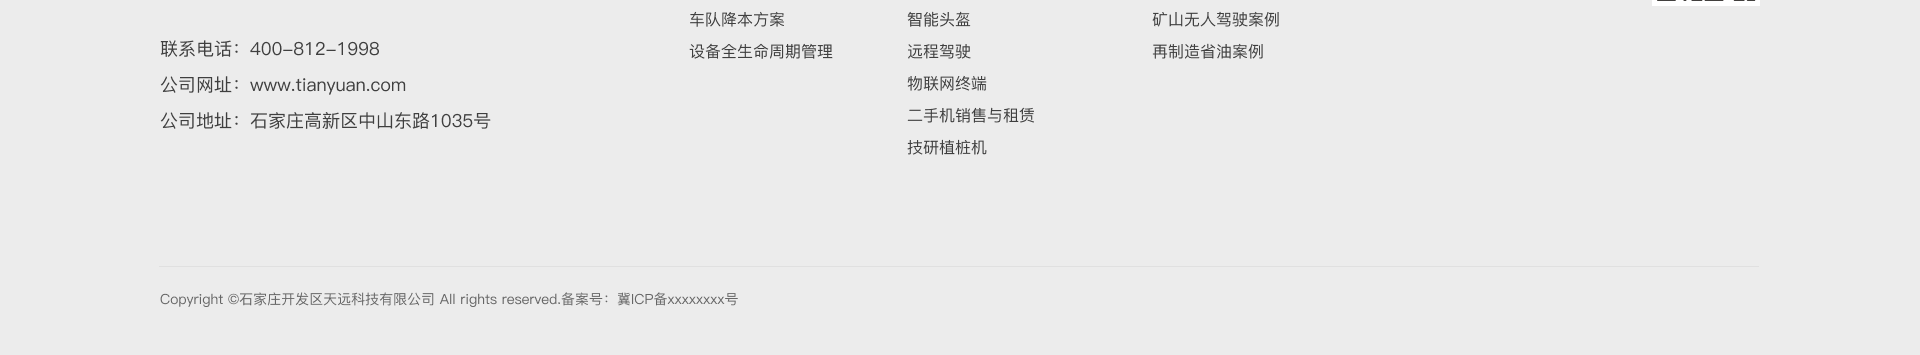 联系电话：400-812-1998
公司网址：www.tianyuan.com
公司地址：石家庄高新区中山东路1035号
车队降本方案
设备全生命周期管理
智能头盔
远程驾驶
物联网终端
二手机销售与租赁
技研植桩机
矿山无人驾驶案例
再制造省油案例
Copyright ©石家庄开发区天远科技有限公司 All rights reserved.备案号：冀ICP备xxxxxxxx号